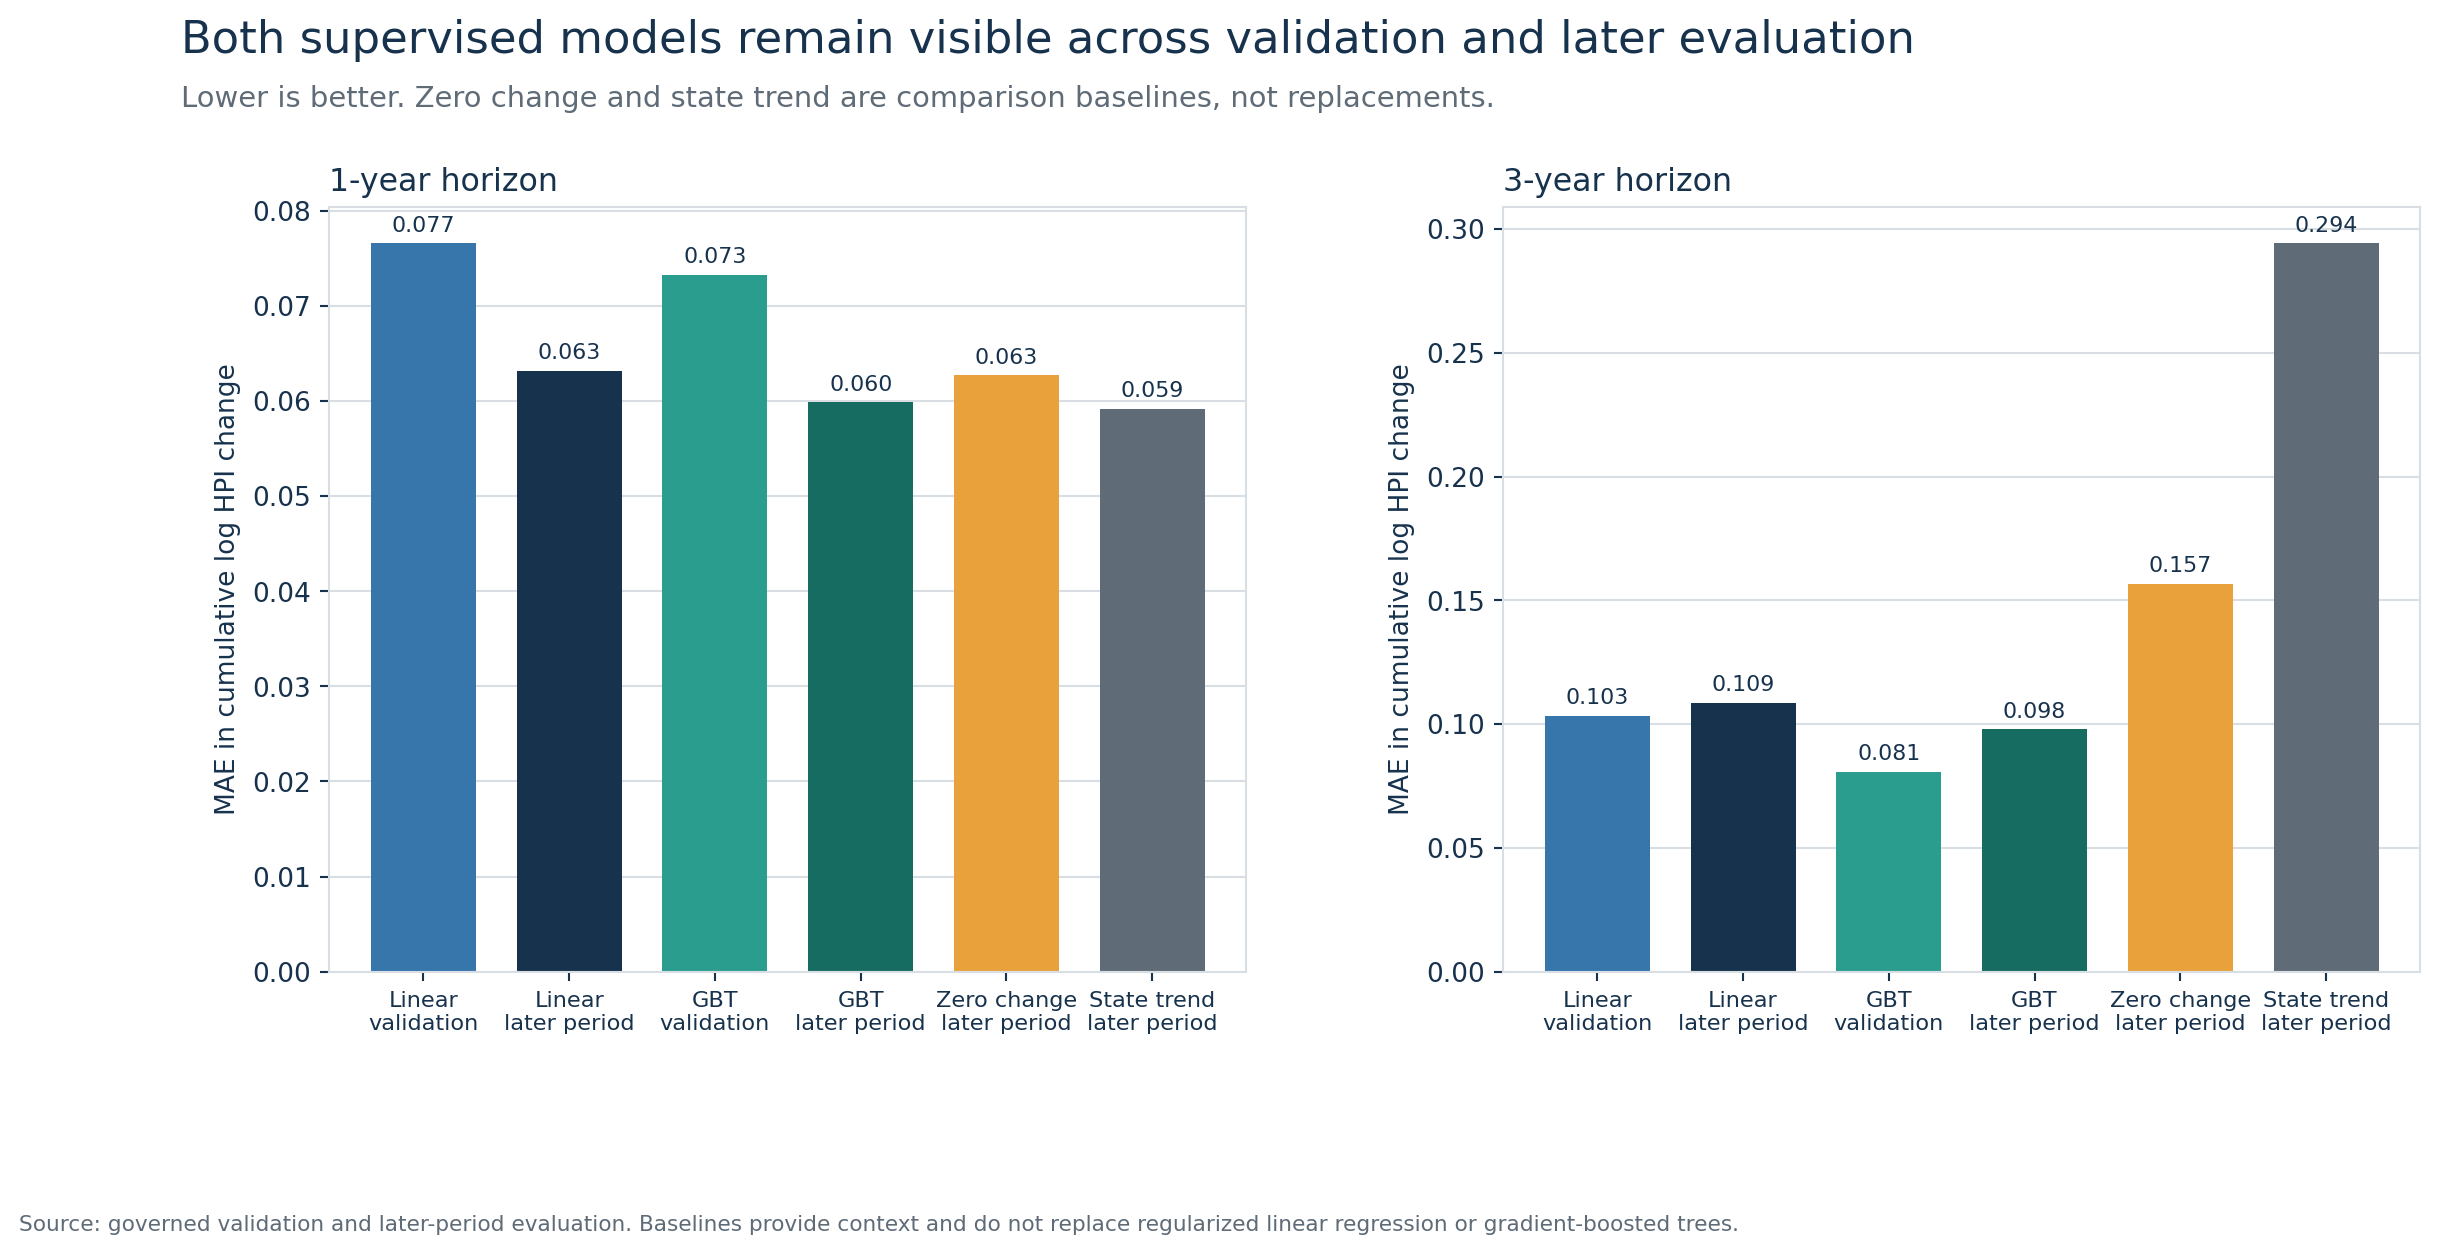 Both supervised models remain visible across validation and later evaluation
Lower is better. Zero change and state trend are comparison baselines, not replacements.
1-year horizon
MAE in cumulative log HPI change
0.08
0.07
0.06
0.05
0.04
0.03
0.02
0.01
0.00
0.077
0.063
0.073
0.060
0.063
0.059
Linear
validation
Linear
later period
GBT
validation
GBT
later period
Zero change
later period
State trend
later period
3-year horizon
MAE in cumulative log HPI change
0.30
0.25
0.20
0.15
0.10
0.05
0.00
0.103
0.109
0.081
0.098
0.157
0.294
Linear
validation
Linear
later period
GBT
validation
GBT
later period
Zero change
later period
State trend
later period
Source: governed validation and later-period evaluation. Baselines provide context and do not replace regularized linear regression or gradient-boosted trees.